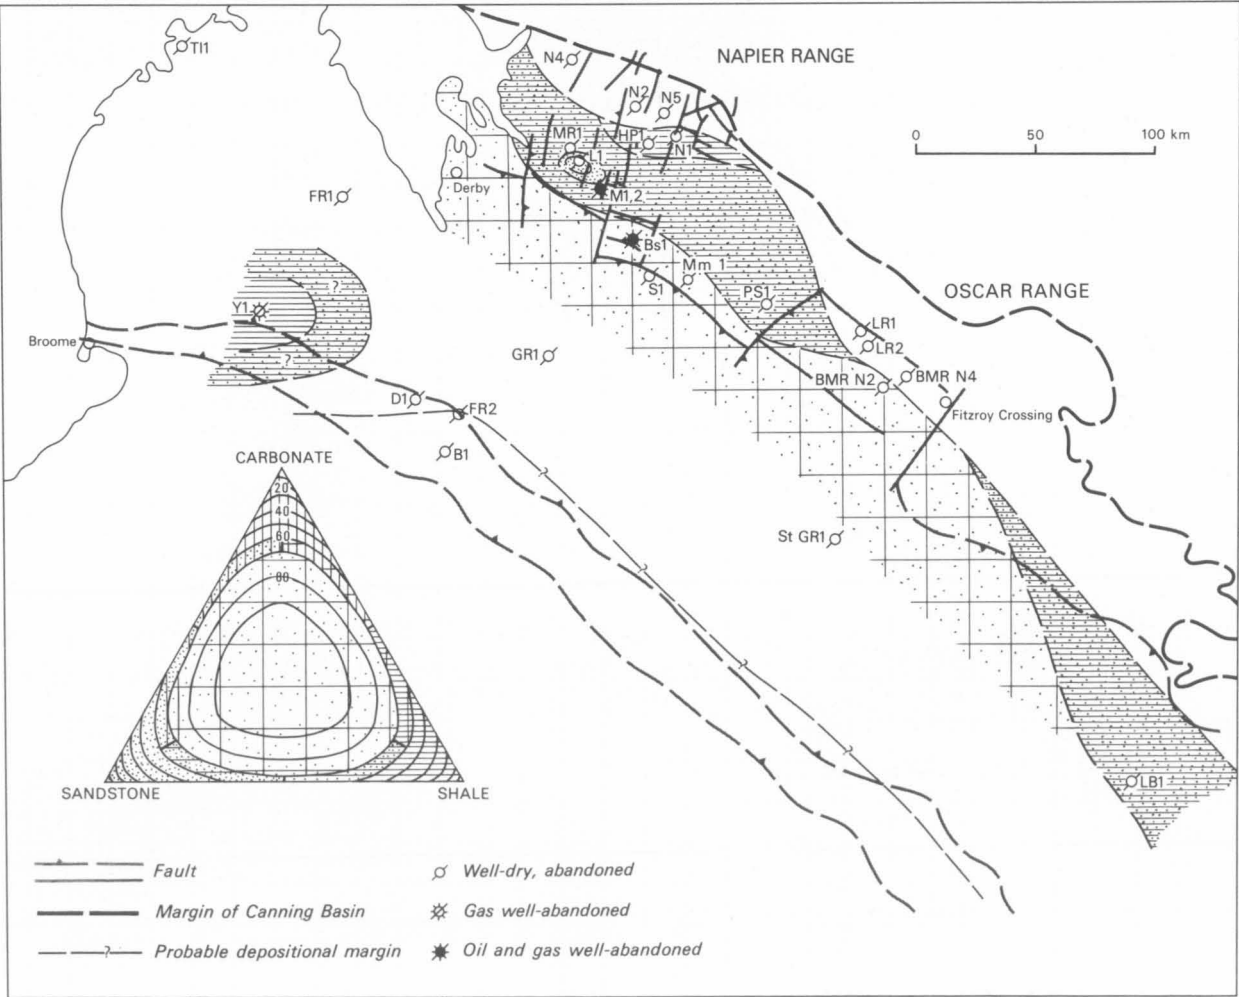 TI1
N4
NAPIER RANGE
N2
N5
0 50 100 km
MR1
HP1
N1
L1
Derby
M1,2
FR1
Bs1
Mm 1
S1
?
PS1
OSCAR RANGE
Y1
LR1
Broome
LR2
?
GR1
BMR N2
BMR N4
D1
FR2
Fitzroy Crossing
B1
CARBONATE
?
20
40
60
St GR1
?
80
?
?
SANDSTONE
SHALE
LB1
Fault
Well-dry, abandoned
Margin of Canning Basin
Gas well-abandoned
?
Probable depositional margin
Oil and gas well-abandoned